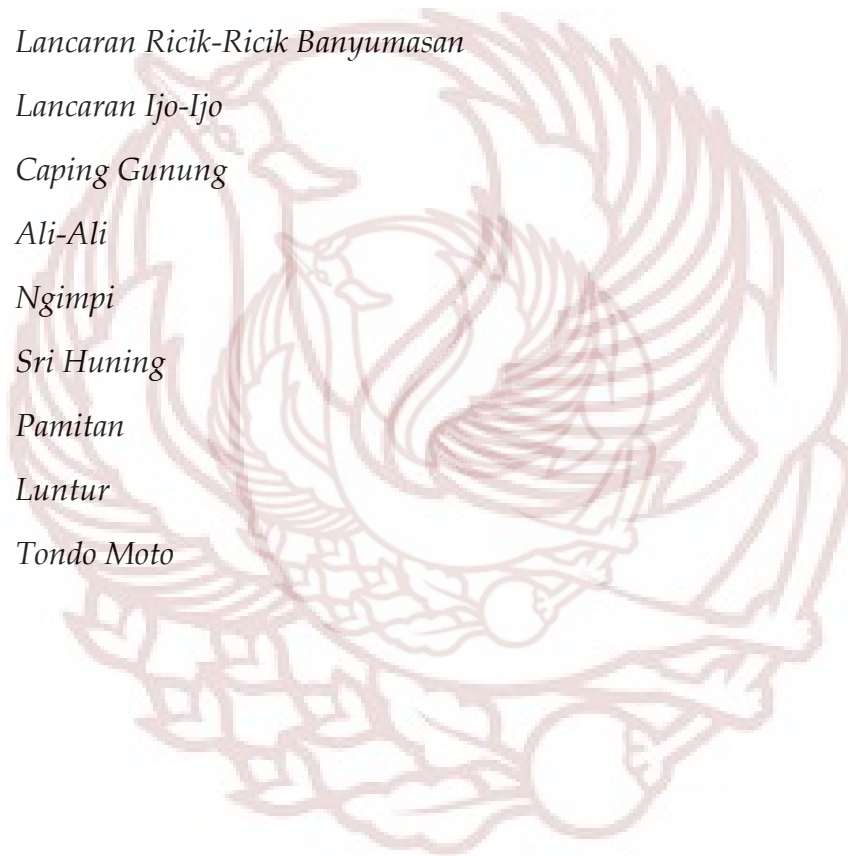 Lancaran Ricik-Ricik Banyumasan
Lancaran Ijo-Ijo
Caping Gunung
Ali-Ali
Ngimpi
Sri Huning
Pamitan
Luntur
Tondo Moto